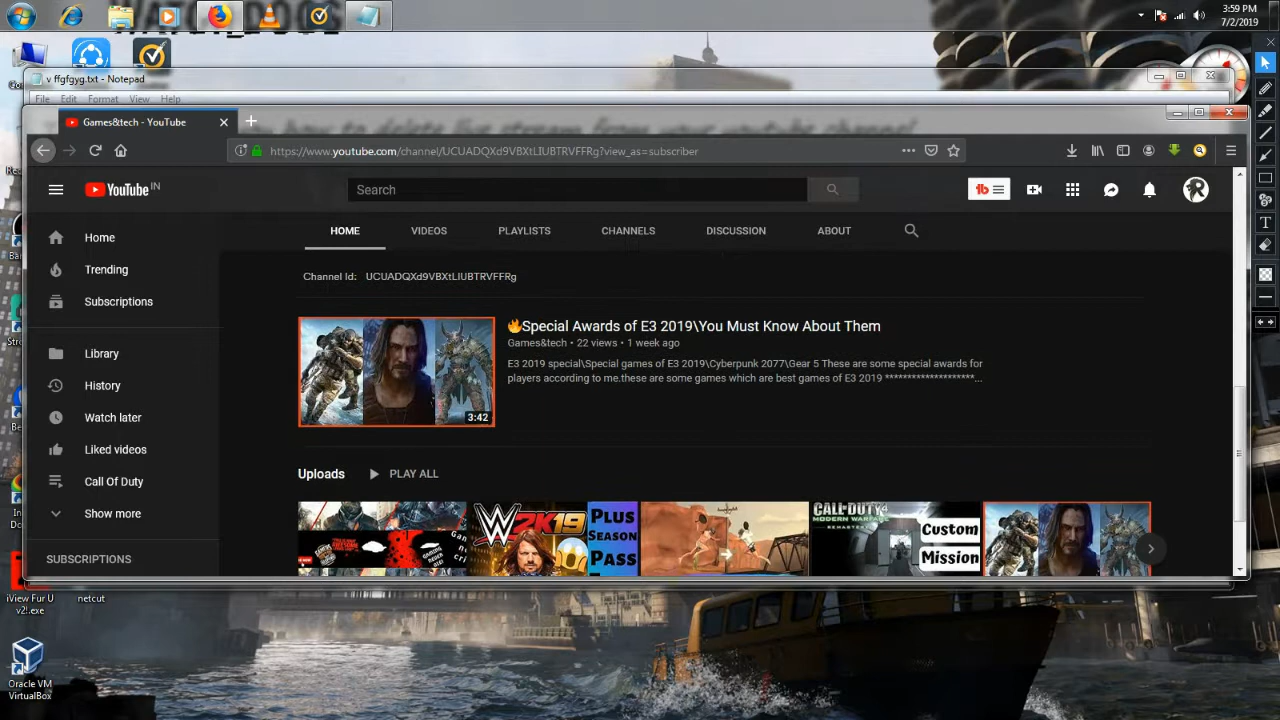 3:59 PM
7/2/2019
WATCH_DOGS
v ffgfgyg.txt - Notepad
File Edit Format View Help
Games&tech - YouTube
https://www.youtube.com/channel/UCUADQXd9VBXtLIUBTRVFFRg?view_as=subscriber
YouTube IN
Search
HOME VIDEOS PLAYLISTS CHANNELS DISCUSSION ABOUT
Home
Trending
Subscriptions
Library
History
Watch later
Liked videos
Call Of Duty
Show more
SUBSCRIPTIONS
Channel Id: UCUADQXd9VBXtLIUBTRVFFRg
🔥Special Awards of E3 2019\You Must Know About Them
Games&tech • 22 views • 1 week ago
E3 2019 special\Special games of E3 2019\Cyberpunk 2077\Gear 5 These are some special awards for
players according to me.these are some games which are best games of E3 2019 ********************...
3:42
Uploads PLAY ALL
W2K19
PLUS
SEASON
PASS
CALL OF DUTY 4
MODERN WARFARE
REMASTERED
Custom
Mission
iView Fur U
v2!.exe
netcut
Oracle VM
VirtualBox